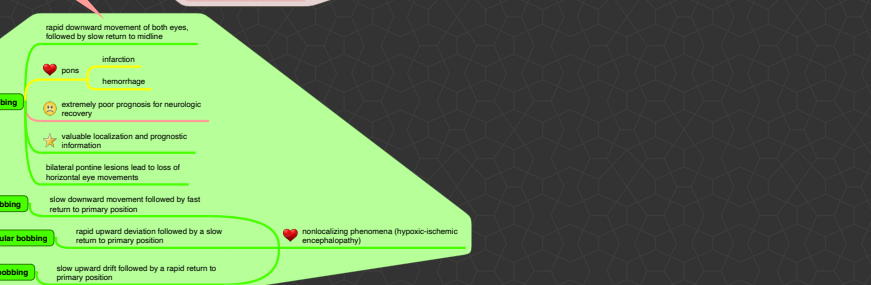 rapid downward movement of both eyes,
followed by slow return to midline
infarction
pons
hemorrhage
bing
extremely poor prognosis for neurologic
recovery
valuable localization and prognostic
information
bilateral pontine lesions lead to loss of
horizontal eye movements
bbing
slow downward movement followed by fast
return to primary position
ular bobbing
rapid upward deviation followed by a slow
return to primary position
nonlocalizing phenomena (hypoxic-ischemic
encephalopathy)
obbing
slow upward drift followed by a rapid return to
primary position